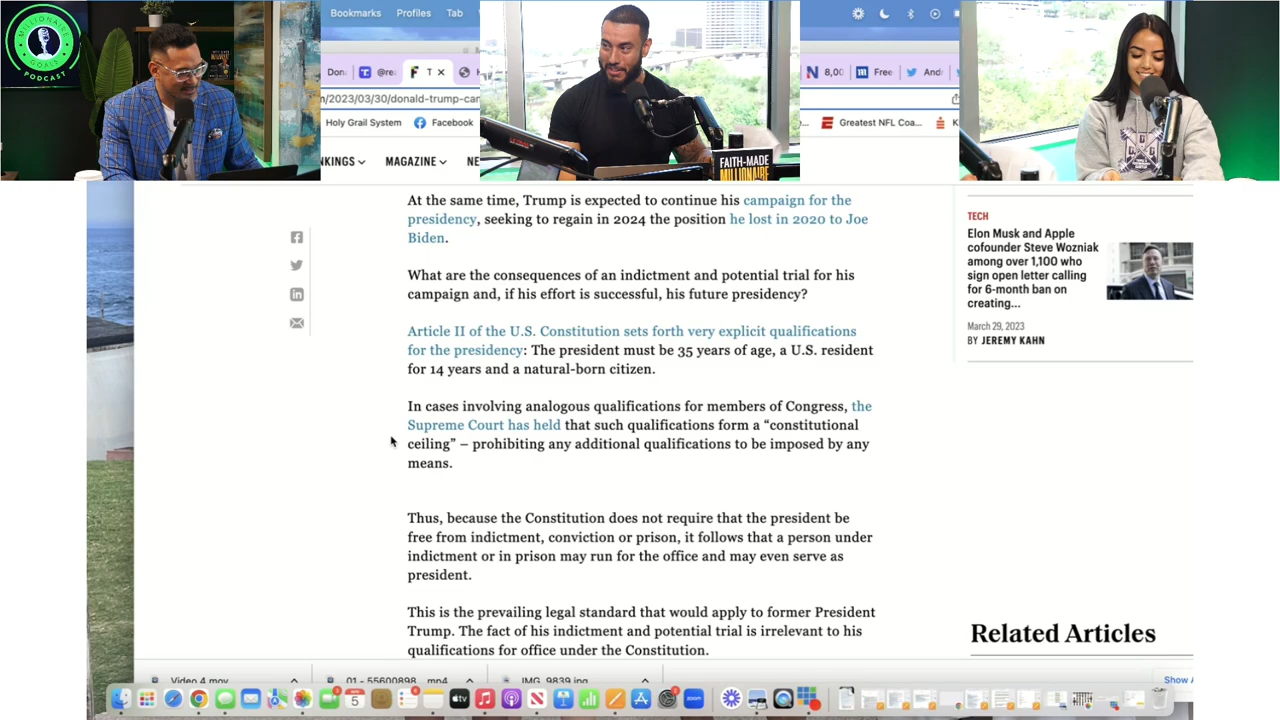 MILLIONAIRE
GOALS
PODCAST
Bookmarks Profiles Tab
Don
@re
T
8,00
Free
Andr
/2023/03/30/donald-trump-can
Holy Grail System
Facebook
Greatest NFL Coa...
NKINGS
MAGAZINE
NE
FAITH-MADE
MILLIONAIRE
At the same time, Trump is expected to continue his campaign for the
presidency, seeking to regain in 2024 the position he lost in 2020 to Joe
Biden.
What are the consequences of an indictment and potential trial for his
campaign and, if his effort is successful, his future presidency?
Article II of the U.S. Constitution sets forth very explicit qualifications
for the presidency: The president must be 35 years of age, a U.S. resident
for 14 years and a natural-born citizen.
In cases involving analogous qualifications for members of Congress, the
Supreme Court has held that such qualifications form a “constitutional
ceiling” – prohibiting any additional qualifications to be imposed by any
means.
Thus, because the Constitution does not require that the president be
free from indictment, conviction or prison, it follows that a person under
indictment or in prison may run for the office and may even serve as
president.
This is the prevailing legal standard that would apply to former President
Trump. The fact of his indictment and potential trial is irrelevant to his
qualifications for office under the Constitution.
TECH
Elon Musk and Apple
cofounder Steve Wozniak
among over 1,100 who
sign open letter calling
for 6-month ban on
creating...
March 29, 2023
BY JEREMY KAHN
Related Articles
Video 4.mov
01 - 55600898....mp4
IMG_9839.jpg
Show A
5
tv
zoom